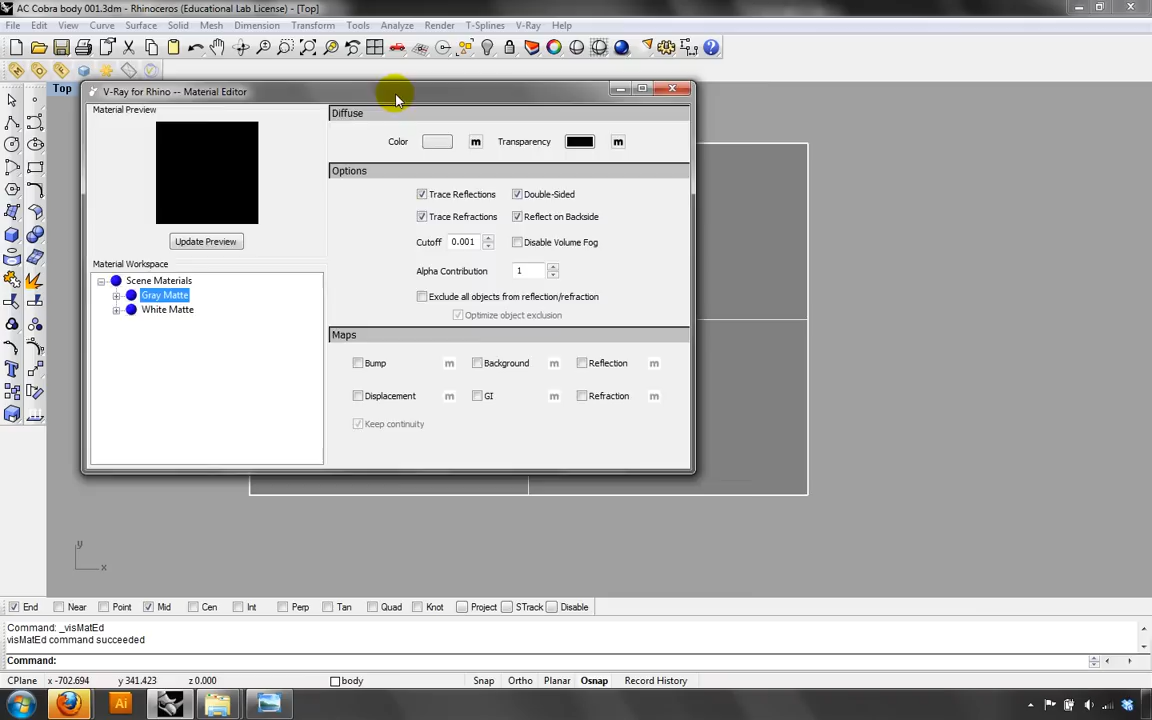 AC Cobra body 001.3dm - Rhinoceros (Educational Lab License) - [Top]
File Edit View Curve Surface Solid Mesh Dimension Transform Tools Analyze Render T-Splines V-Ray Help
Top
V-Ray for Rhino -- Material Editor
Material Preview
Diffuse
Color m Transparency m
Options
Trace Reflections Double-Sided
Trace Refractions Reflect on Backside
Update Preview
Cutoff 0.001 Disable Volume Fog
Material Workspace
Alpha Contribution 1
Scene Materials
Gray Matte
White Matte
Exclude all objects from reflection/refraction
Optimize object exclusion
Maps
Bump m Background m Reflection m
Displacement m GI m Refraction m
Keep continuity
y
x
End Near Point Mid Cen Int Perp Tan Quad Knot Project STrack Disable
Command: _visMatEd
visMatEd command succeeded
Command:
CPlane x -702.694 y 341.423 z 0.000 body Snap Ortho Planar Osnap Record History
Ai